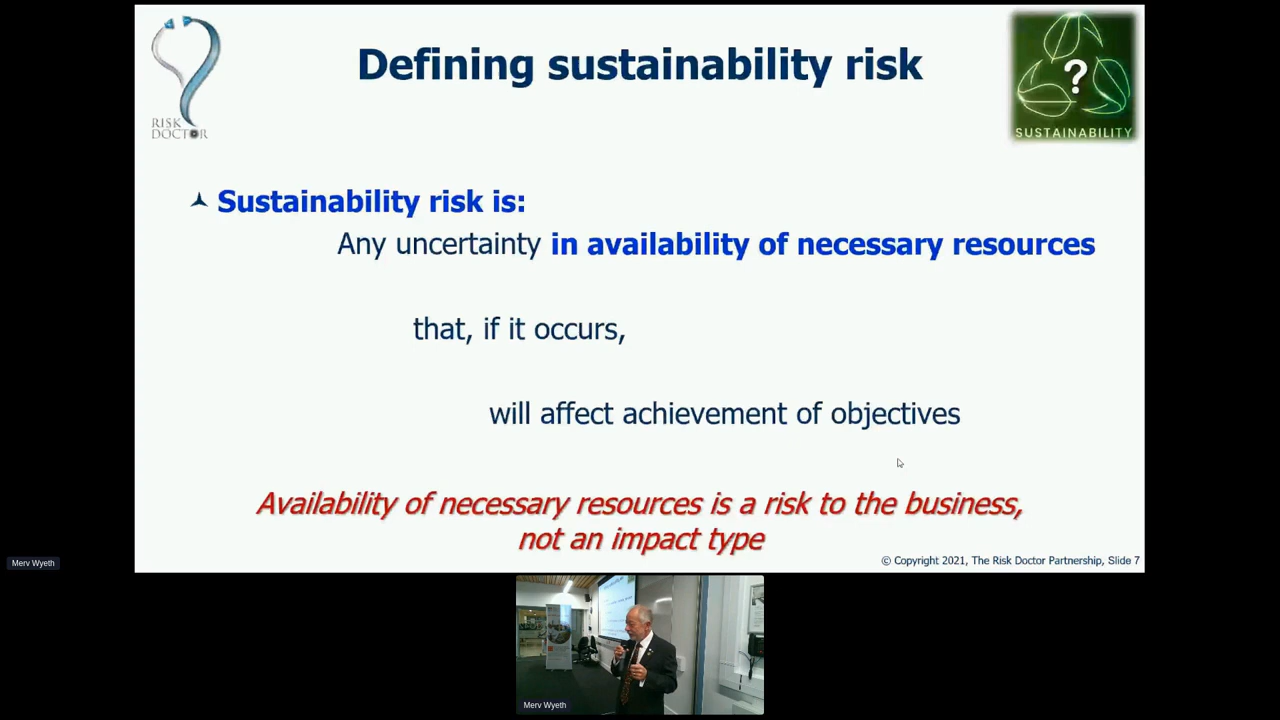 Defining sustainability risk
RISK
DOCTOR
?
SUSTAINABILITY
Sustainability risk is:
Any uncertainty in availability of necessary resources
that, if it occurs,
will affect achievement of objectives
Availability of necessary resources is a risk to the business,
not an impact type
© Copyright 2021, The Risk Doctor Partnership, Slide 7
Merv Wyeth
Merv Wyeth